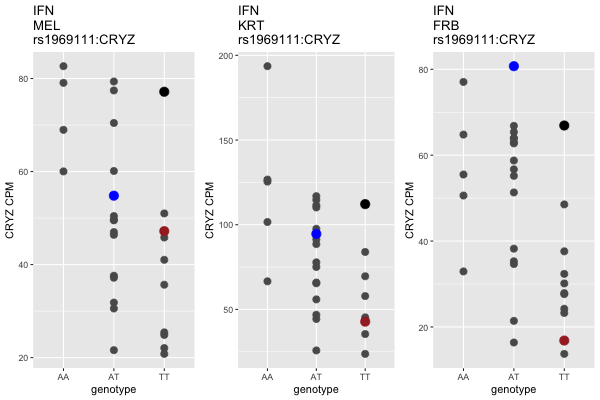 IFN
MEL
rs1969111:CRYZ
80
60
40
20
CRYZ CPM
AA
AT
TT
genotype
IFN
KRT
rs1969111:CRYZ
200
150
100
50
CRYZ CPM
AA
AT
TT
genotype
IFN
FRB
rs1969111:CRYZ
80
60
40
20
CRYZ CPM
AA
AT
TT
genotype